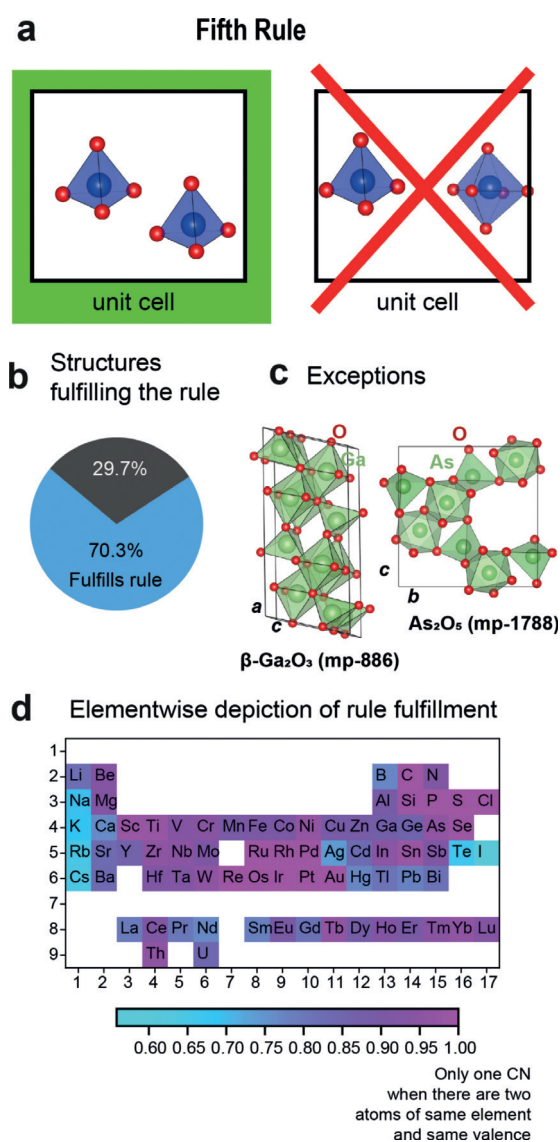 a
Fifth Rule
unit cell
unit cell
b
Structures
fulfilling the rule
29.7%
70.3%
Fulfills rule
c
Exceptions
O
Ga
a
c
β-Ga₂O₃ (mp-886)
O
As
c
b
As₂O₅ (mp-1788)
d
Elementwise depiction of rule fulfillment
1
2 Li Be B C N
3 Na Mg Al Si P S Cl
4 K Ca Sc Ti V Cr Mn Fe Co Ni Cu Zn Ga Ge As Se
5 Rb Sr Y Zr Nb Mo Ru Rh Pd Ag Cd In Sn Sb Te I
6 Cs Ba Hf Ta W Re Os Ir Pt Au Hg Tl Pb Bi
7
8 La Ce Pr Nd Sm Eu Gd Tb Dy Ho Er Tm Yb Lu
9 Th U
1 2 3 4 5 6 7 8 9 10 11 12 13 14 15 16 17
0.60 0.65 0.70 0.75 0.80 0.85 0.90 0.95 1.00
Only one CN
when there are two
atoms of same element
and same valence